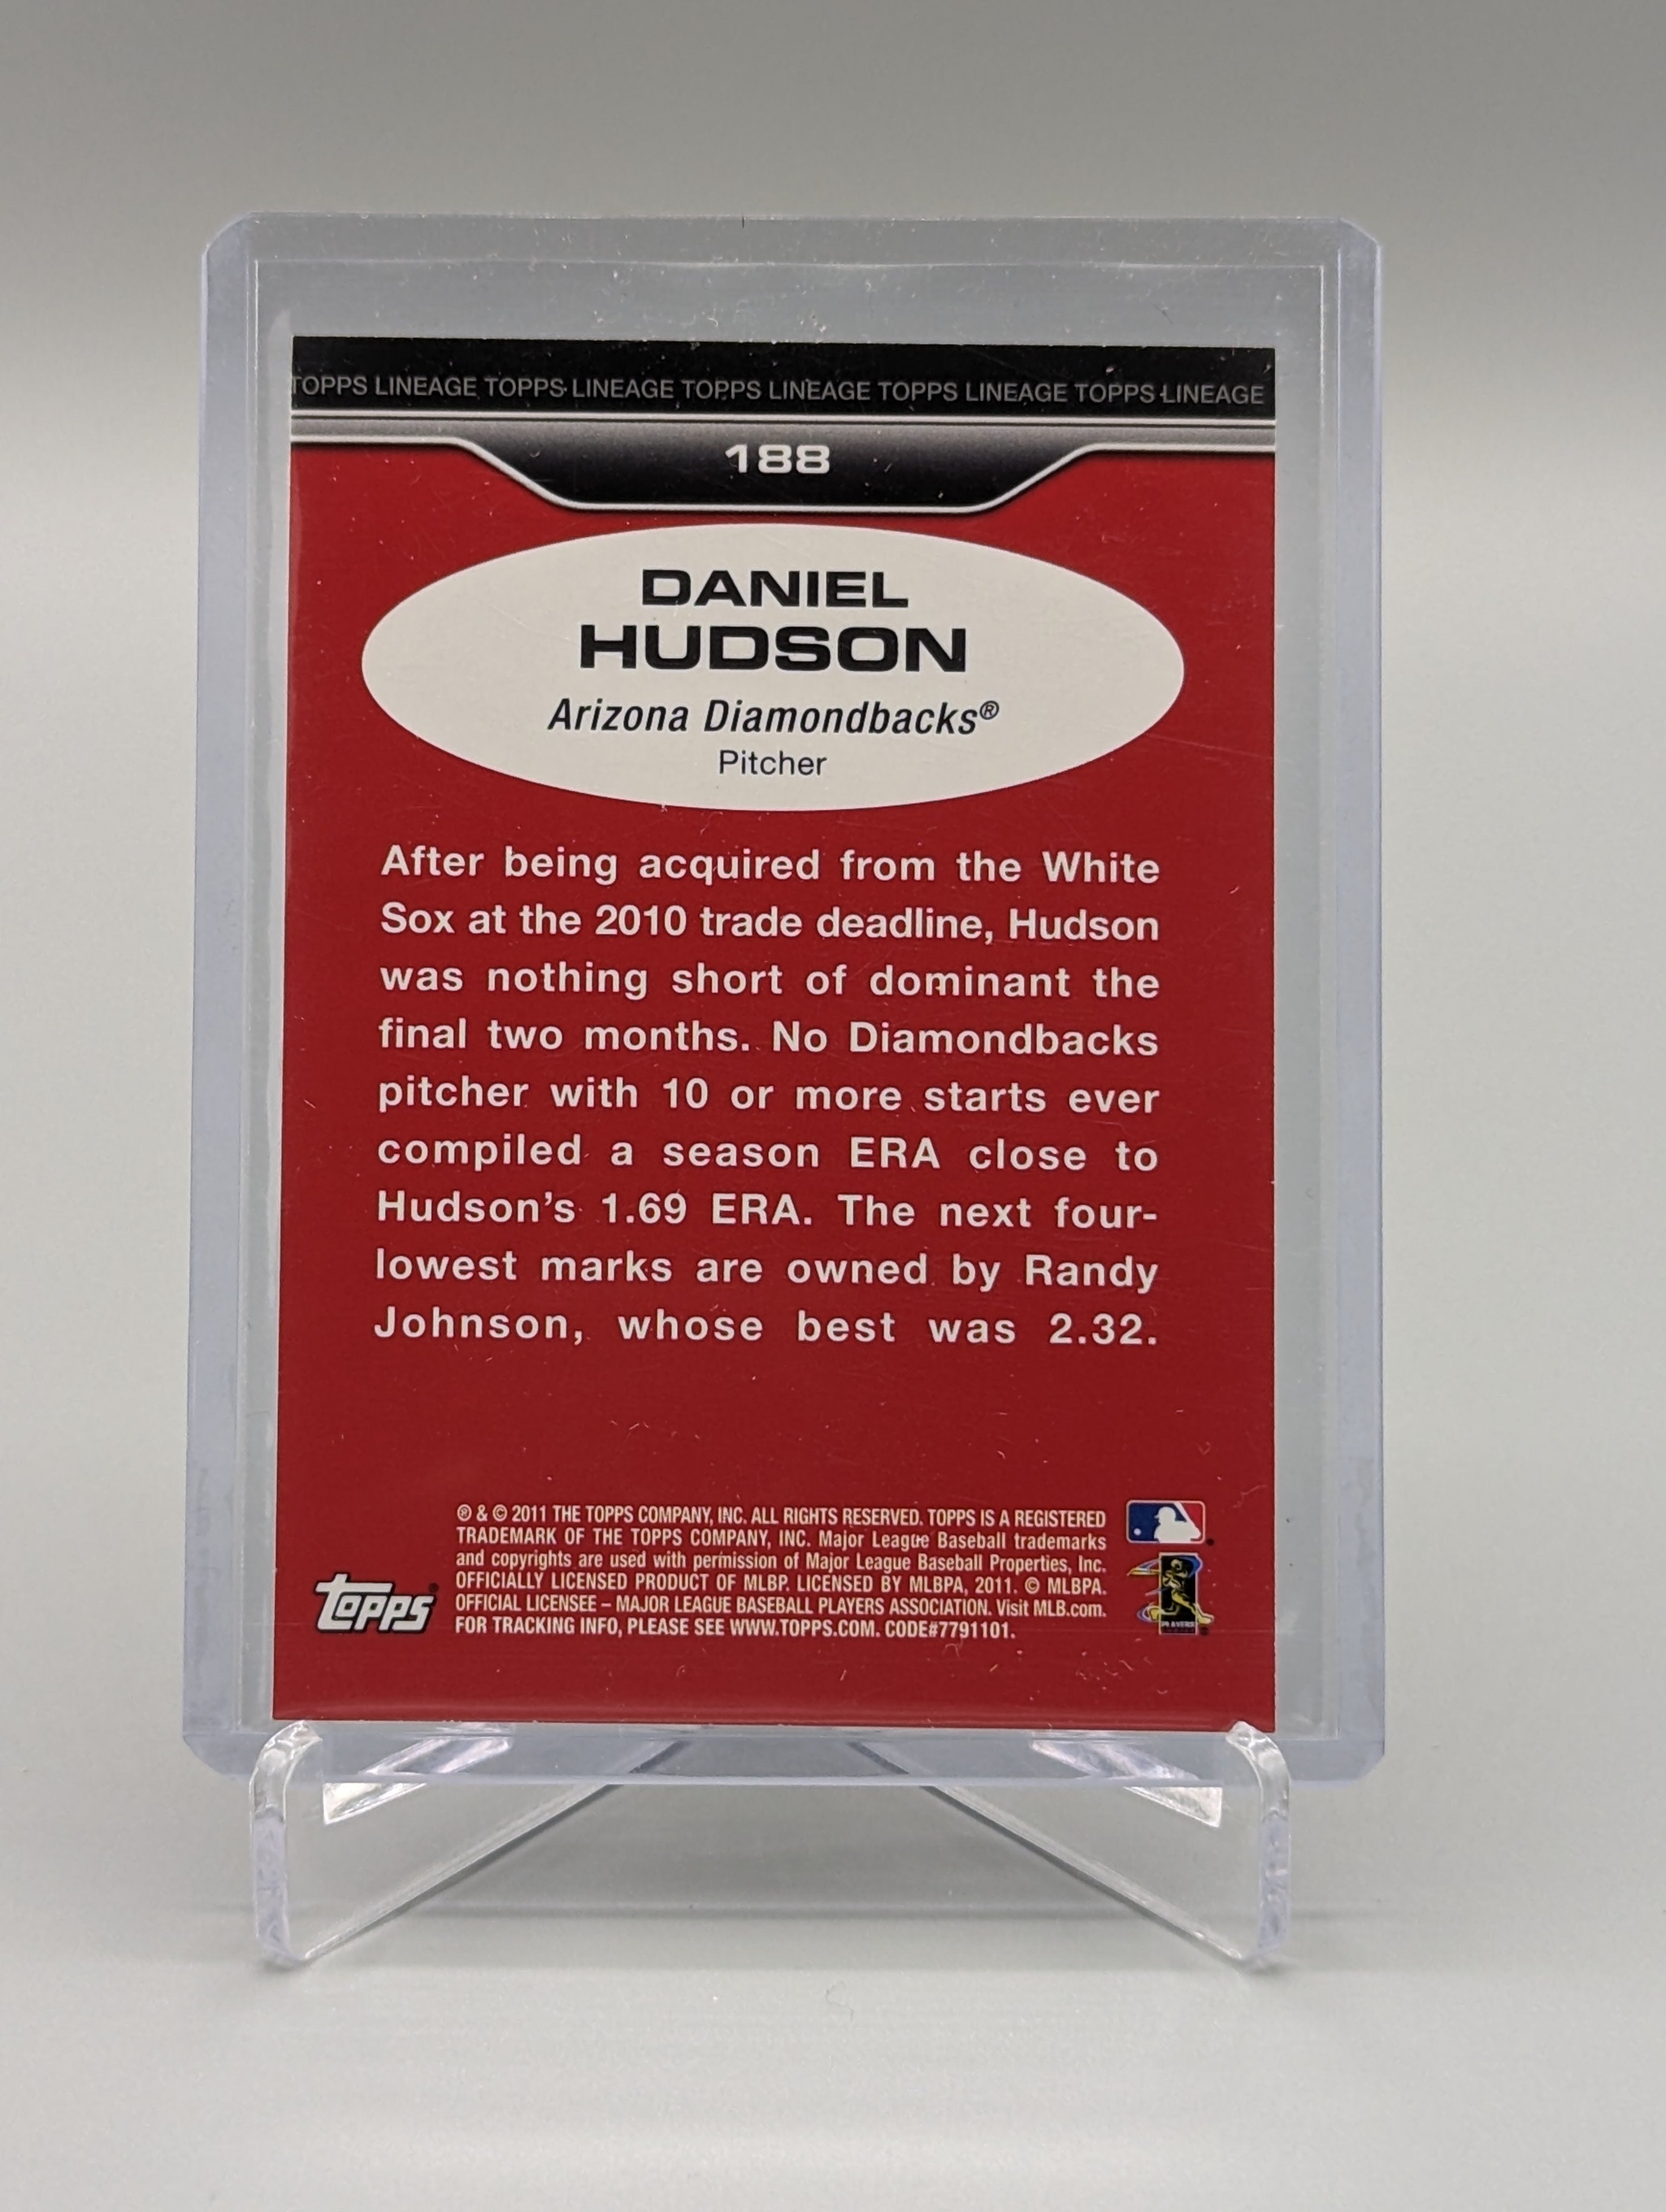 TOPPS LINEAGE TOPPS LINEAGE TOPPS LINEAGE TOPPS LINEAGE TOPPS LINEAGE
188
DANIEL
HUDSON
Arizona Diamondbacks®
Pitcher
After being acquired from the White
Sox at the 2010 trade deadline, Hudson
was nothing short of dominant the
final two months. No Diamondbacks
pitcher with 10 or more starts ever
compiled a season ERA close to
Hudson's 1.69 ERA. The next four-
lowest marks are owned by Randy
Johnson, whose best was 2.32.
® & © 2011 THE TOPPS COMPANY, INC. ALL RIGHTS RESERVED. TOPPS IS A REGISTERED
TRADEMARK OF THE TOPPS COMPANY, INC. Major League Baseball trademarks
and copyrights are used with permission of Major League Baseball Properties, Inc.
OFFICIALLY LICENSED PRODUCT OF MLBP. LICENSED BY MLBPA, 2011. © MLBPA.
OFFICIAL LICENSEE – MAJOR LEAGUE BASEBALL PLAYERS ASSOCIATION. Visit MLB.com.
FOR TRACKING INFO, PLEASE SEE WWW.TOPPS.COM. CODE#7791101.
topps®
PLAYERS